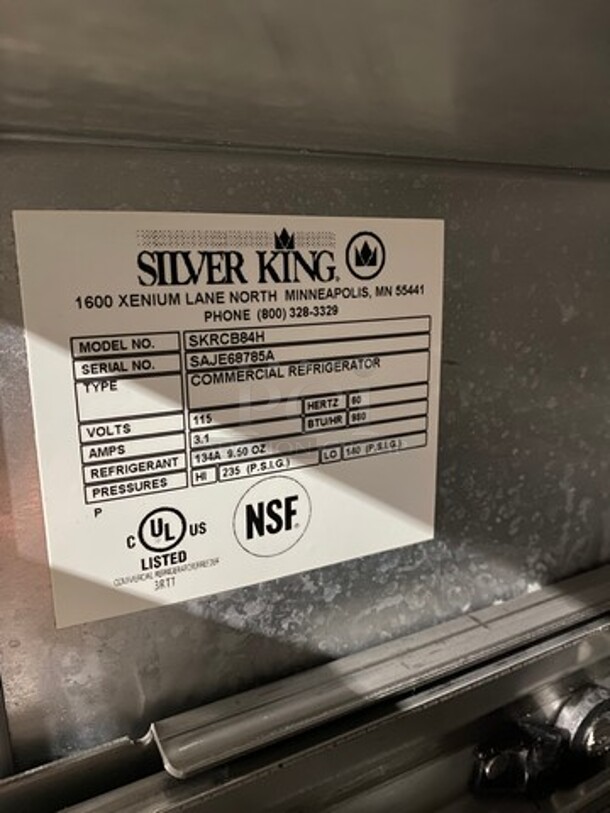 SILVER KING®
1600 XENIUM LANE NORTH MINNEAPOLIS, MN 55441
PHONE (800) 328-3329
MODEL NO. SKRCB84H
SERIAL NO. SAJE68785A
TYPE COMMERCIAL REFRIGERATOR
VOLTS 115 HERTZ 60
AMPS 3.1 BTU/HR 980
REFRIGERANT 134A 9.50 OZ
PRESSURES HI 235 (P.S.I.G.) LO 140 (P.S.I.G.)
P
C UL US
LISTED
NSF®
3RTT